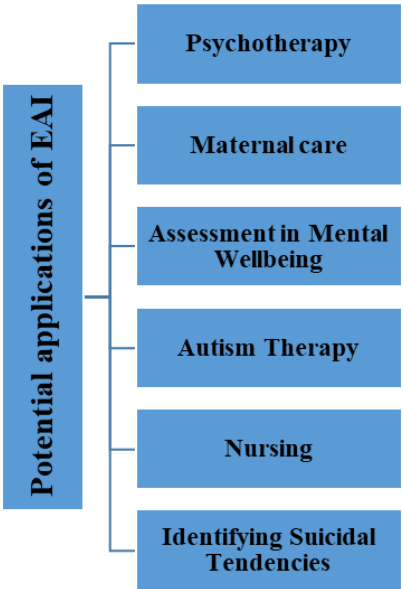 Potential applications of EAI
Psychotherapy
Maternal care
Assessment in Mental
Wellbeing
Autism Therapy
Nursing
Identifying Suicidal
Tendencies